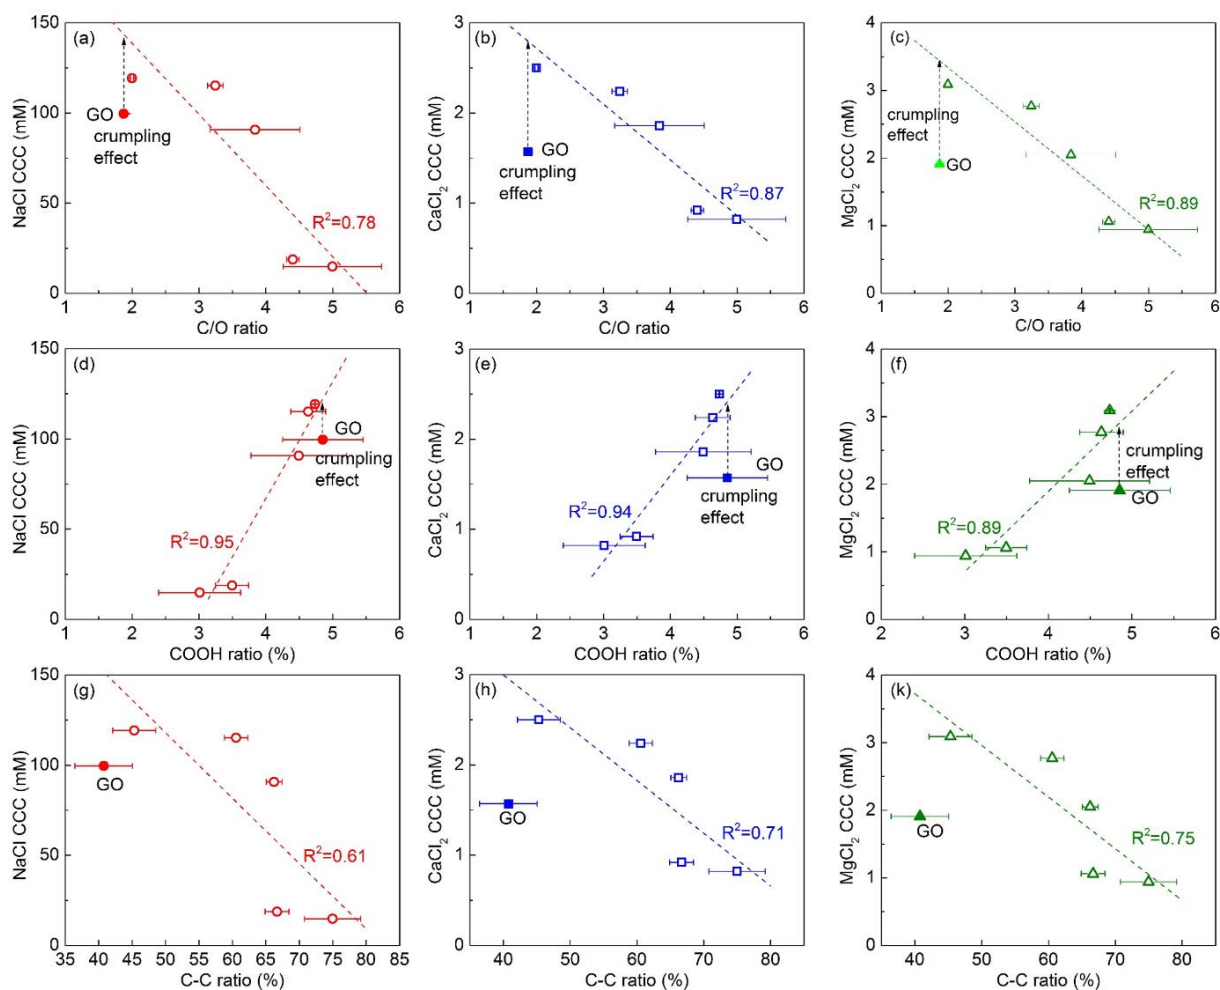 (a)
NaCl CCC (mM)
150
100
50
0
GO
crumpling
effect
R²=0.78
1 2 3 4 5 6
C/O ratio
(b)
CaCl₂ CCC (mM)
3
2
1
0
GO
crumpling
effect
R²=0.87
1 2 3 4 5 6
C/O ratio
(c)
MgCl₂ CCC (mM)
4
3
2
1
0
crumpling
effect
GO
R²=0.89
1 2 3 4 5 6
C/O ratio
(d)
NaCl CCC (mM)
150
100
50
0
GO
crumpling
effect
R²=0.95
1 2 3 4 5 6
COOH ratio (%)
(e)
CaCl₂ CCC (mM)
3
2
1
0
GO
crumpling
effect
R²=0.94
1 2 3 4 5 6
COOH ratio (%)
(f)
MgCl₂ CCC (mM)
4
3
2
1
0
crumpling
effect
GO
R²=0.89
2 3 4 5 6
COOH ratio (%)
(g)
NaCl CCC (mM)
150
100
50
0
GO
R²=0.61
35 40 45 50 55 60 65 70 75 80 85
C-C ratio (%)
(h)
CaCl₂ CCC (mM)
3
2
1
0
GO
R²=0.71
40 50 60 70 80
C-C ratio (%)
(k)
MgCl₂ CCC (mM)
4
3
2
1
0
GO
R²=0.75
40 50 60 70 80
C-C ratio (%)